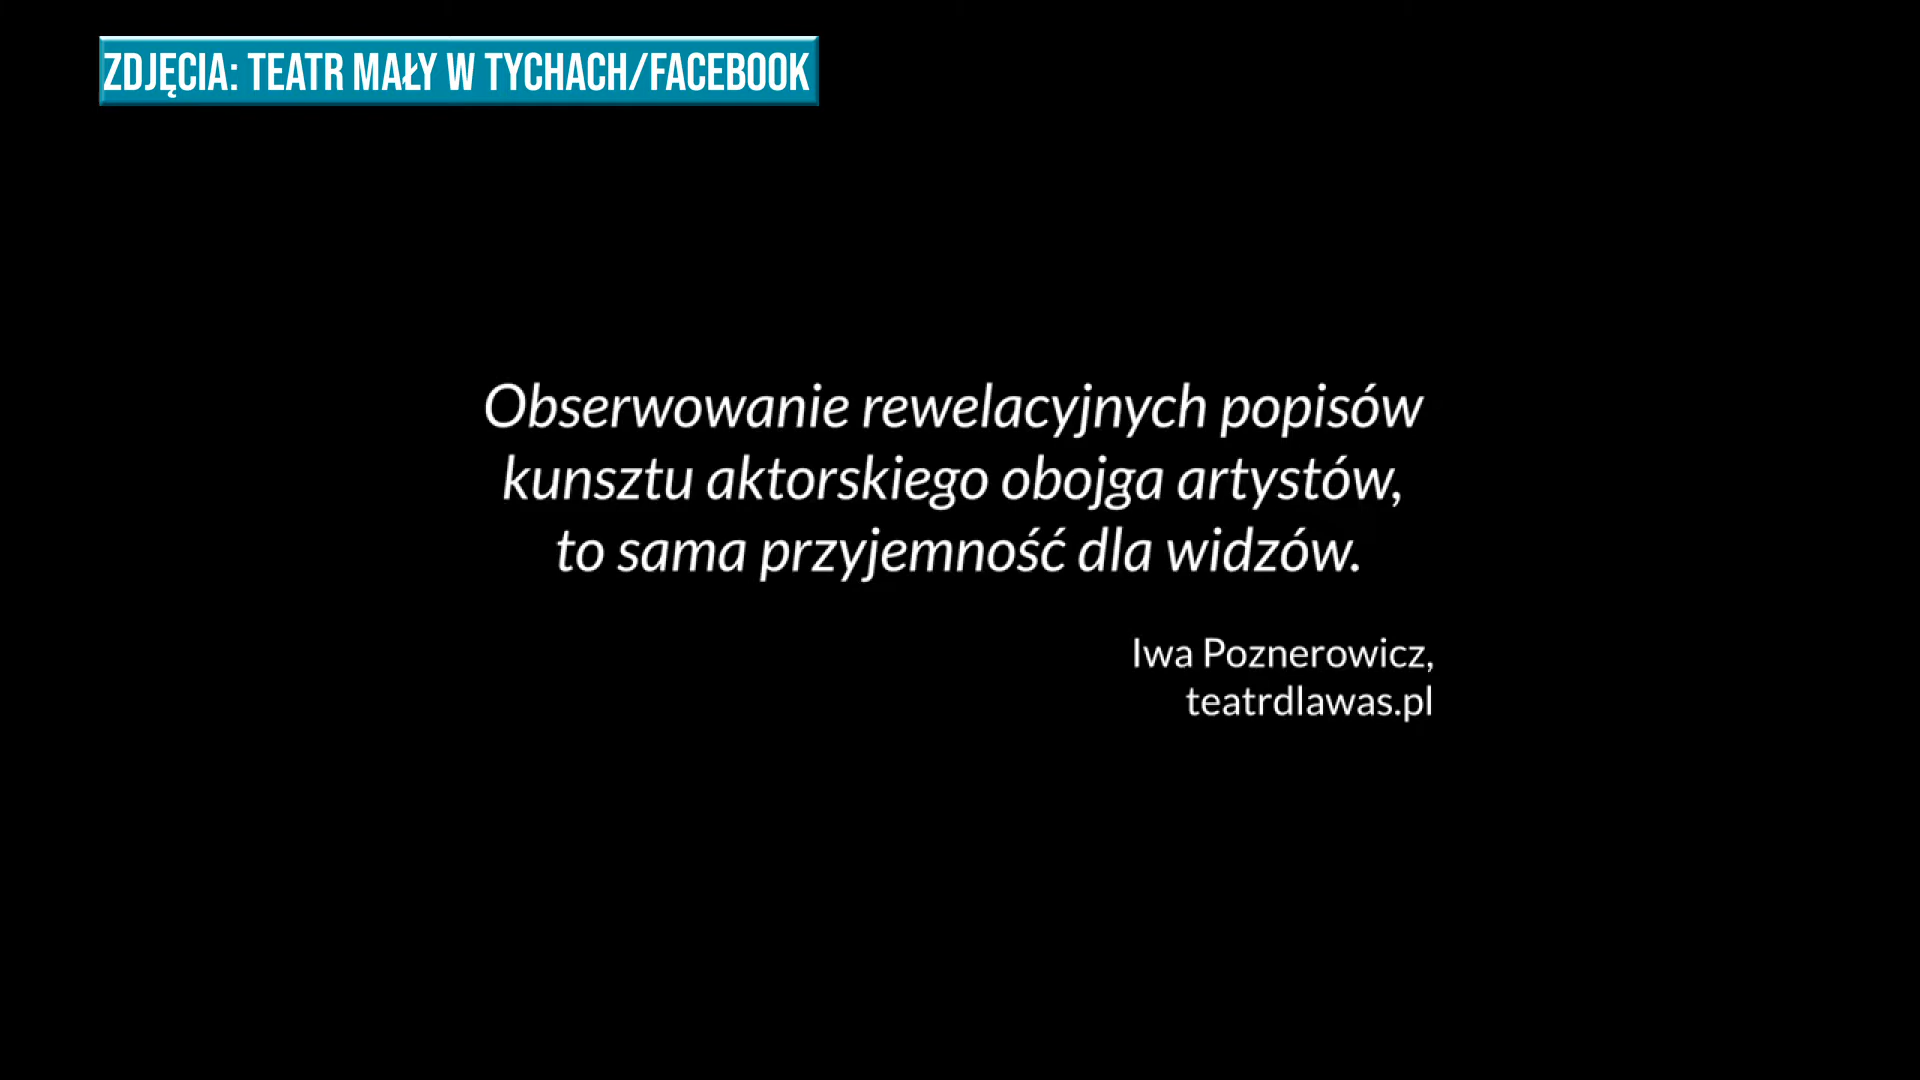 ZDJĘCIA: TEATR MAŁY W TYCHACH/FACEBOOK
Obserwowanie rewelacyjnych popisów
kunsztu aktorskiego obojga artystów,
to sama przyjemność dla widzów.
Iwa Poznerowicz,
teatrdlawas.pl